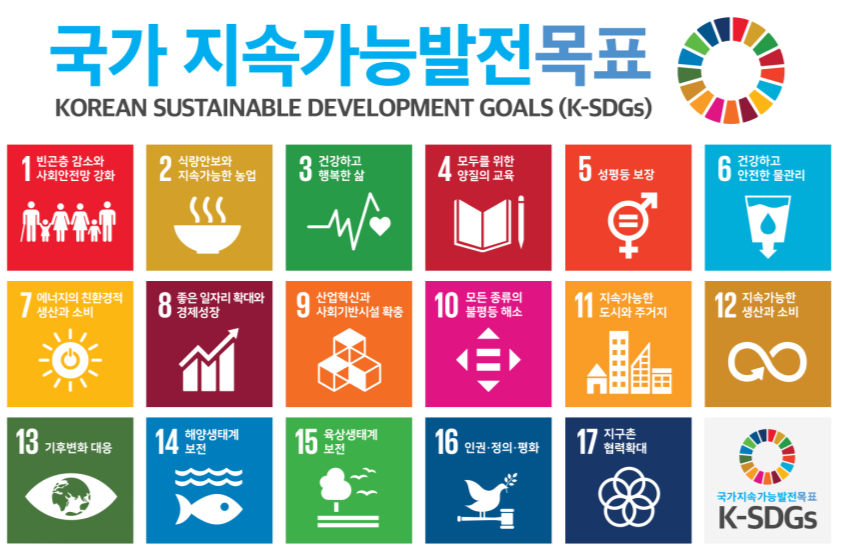 국가 지속가능발전목표
KOREAN SUSTAINABLE DEVELOPMENT GOALS (K-SDGs)
1 빈곤층 감소와
사회안전망 강화
2 식량안보와
지속가능한 농업
3 건강하고
행복한 삶
4 모두를 위한
양질의 교육
5 성평등 보장
6 건강하고
안전한 물관리
7 에너지의 친환경적
생산과 소비
8 좋은 일자리 확대와
경제성장
9 산업혁신과
사회기반시설 확충
10 모든 종류의
불평등 해소
11 지속가능한
도시와 주거지
12 지속가능한
생산과 소비
13 기후변화 대응
14 해양생태계
보전
15 육상생태계
보전
16 인권·정의·평화
17 지구촌
협력확대
국가지속가능발전목표
K-SDGs